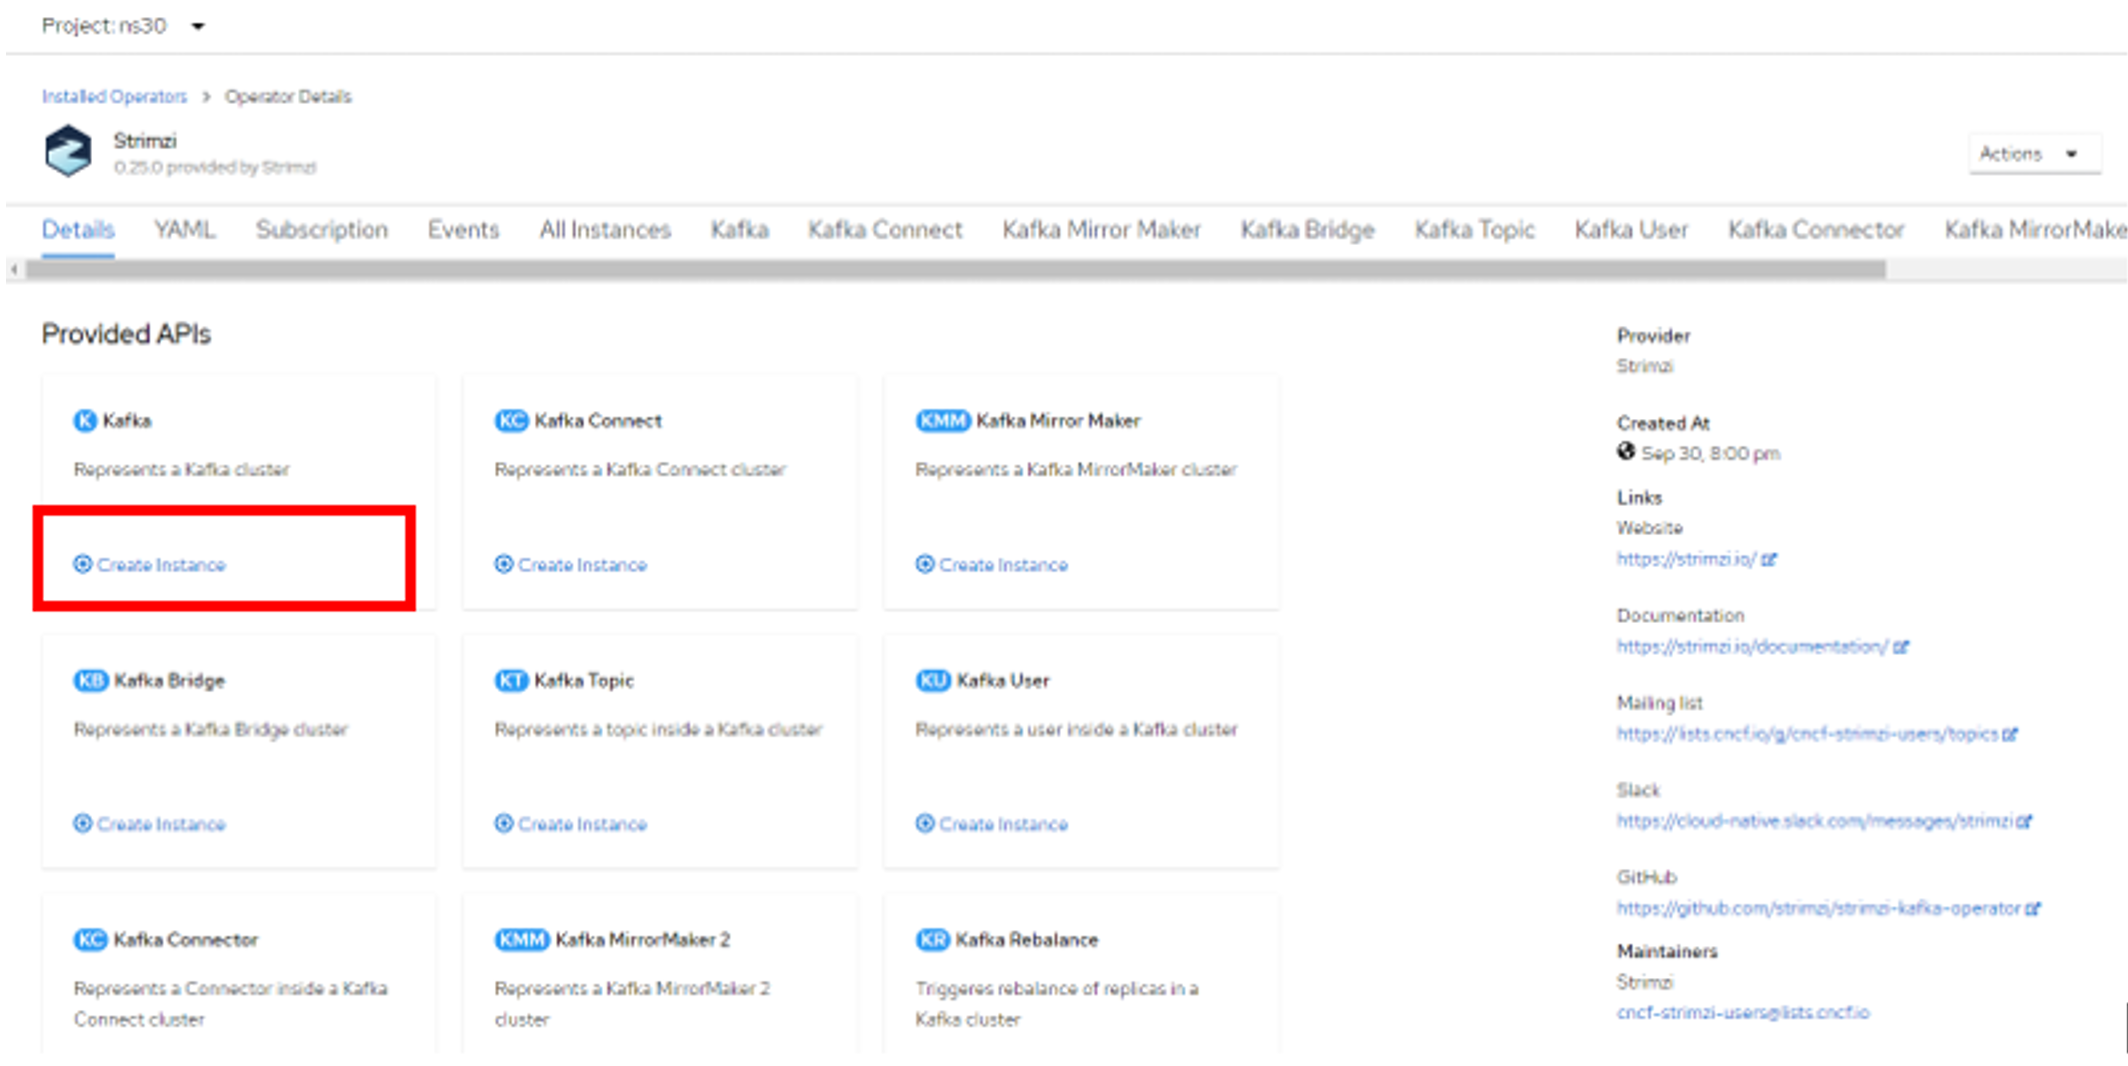 Project: ns30
Installed Operators > Operator Details
Strimzi
0.25.0 provided by Strimzi
Actions
Details YAML Subscription Events All Instances Kafka Kafka Connect Kafka Mirror Maker Kafka Bridge Kafka Topic Kafka User Kafka Connector Kafka MirrorMake
Provided APIs
K Kafka
Represents a Kafka cluster
Create Instance
KC Kafka Connect
Represents a Kafka Connect cluster
Create Instance
KMM Kafka Mirror Maker
Represents a Kafka MirrorMaker cluster
Create Instance
KB Kafka Bridge
Represents a Kafka Bridge cluster
Create Instance
KT Kafka Topic
Represents a topic inside a Kafka cluster
Create Instance
KU Kafka User
Represents a user inside a Kafka cluster
Create Instance
KC Kafka Connector
Represents a Connector inside a Kafka
Connect cluster
KMM Kafka MirrorMaker 2
Represents a Kafka MirrorMaker 2
cluster
KR Kafka Rebalance
Triggeres rebalance of replicas in a
Kafka cluster
Provider
Strimzi
Created At
Sep 30, 8:00 pm
Links
Website
https://strimzi.io/
Documentation
https://strimzi.io/documentation/
Mailing list
https://lists.cncf.io/g/cncf-strimzi-users/topics
Slack
https://cloud-native.slack.com/messages/strimzi
GitHub
https://github.com/strimzi/strimzi-kafka-operator
Maintainers
Strimzi
cncf-strimzi-users@lists.cncf.io